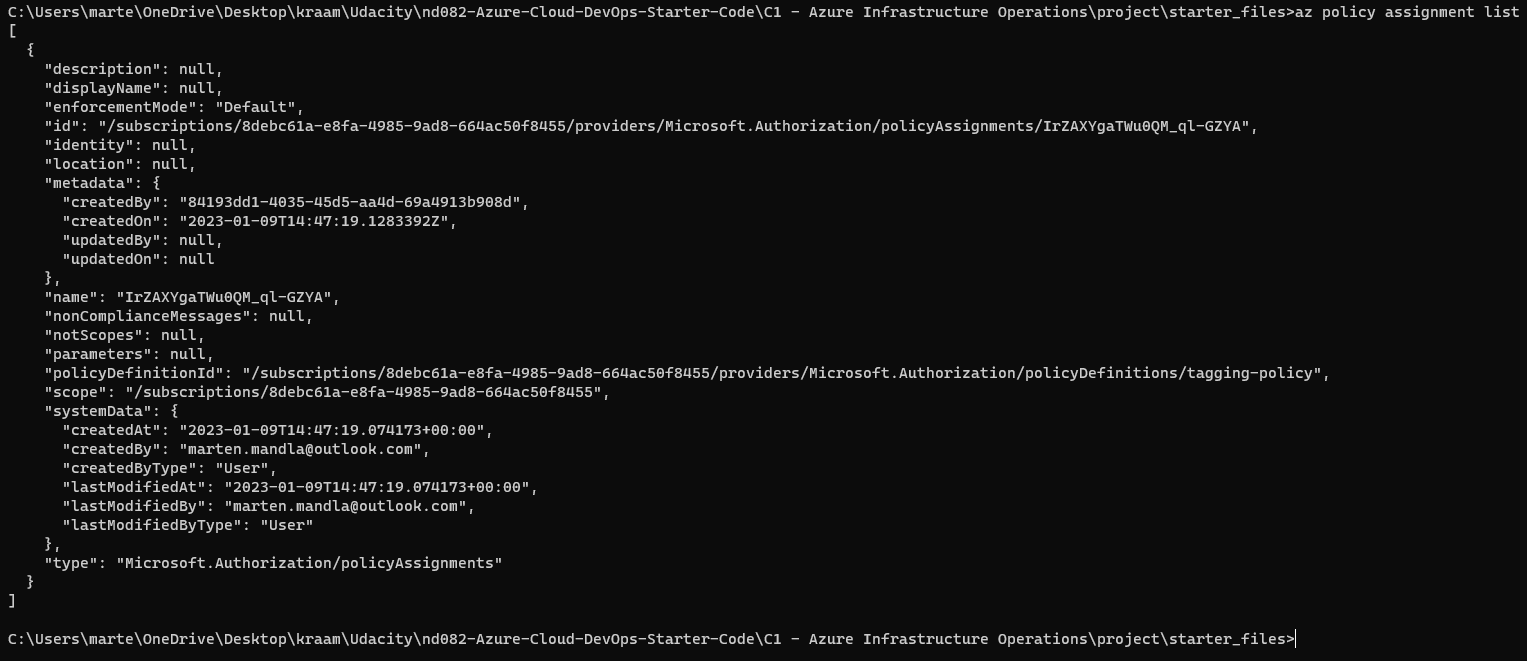 C:\Users\marte\OneDrive\Desktop\kraam\Udacity\nd082-Azure-Cloud-DevOps-Starter-Code\C1 - Azure Infrastructure Operations\project\starter_files>az policy assignment list
[
  {
    "description": null,
    "displayName": null,
    "enforcementMode": "Default",
    "id": "/subscriptions/8debc61a-e8fa-4985-9ad8-664ac50f8455/providers/Microsoft.Authorization/policyAssignments/IrZAXYgaTWu0QM_ql-GZYA",
    "identity": null,
    "location": null,
    "metadata": {
      "createdBy": "84193dd1-4035-45d5-aa4d-69a4913b908d",
      "createdOn": "2023-01-09T14:47:19.1283392Z",
      "updatedBy": null,
      "updatedOn": null
    },
    "name": "IrZAXYgaTWu0QM_ql-GZYA",
    "nonComplianceMessages": null,
    "notScopes": null,
    "parameters": null,
    "policyDefinitionId": "/subscriptions/8debc61a-e8fa-4985-9ad8-664ac50f8455/providers/Microsoft.Authorization/policyDefinitions/tagging-policy",
    "scope": "/subscriptions/8debc61a-e8fa-4985-9ad8-664ac50f8455",
    "systemData": {
      "createdAt": "2023-01-09T14:47:19.074173+00:00",
      "createdBy": "marten.mandla@outlook.com",
      "createdByType": "User",
      "lastModifiedAt": "2023-01-09T14:47:19.074173+00:00",
      "lastModifiedBy": "marten.mandla@outlook.com",
      "lastModifiedByType": "User"
    },
    "type": "Microsoft.Authorization/policyAssignments"
  }
]
C:\Users\marte\OneDrive\Desktop\kraam\Udacity\nd082-Azure-Cloud-DevOps-Starter-Code\C1 - Azure Infrastructure Operations\project\starter_files>